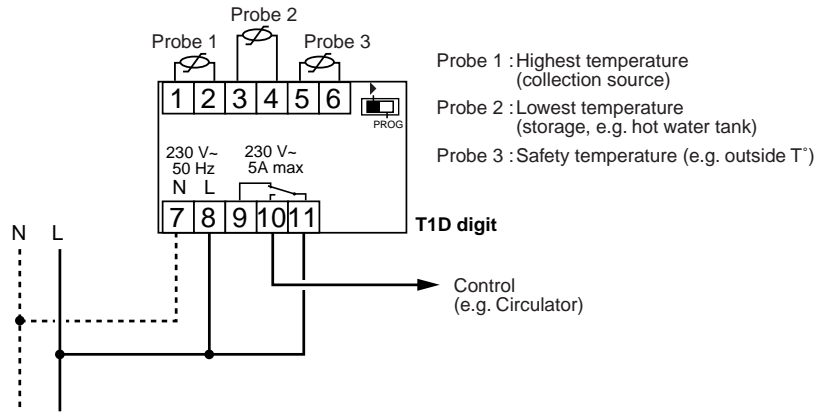 Probe 2
Probe 1
Probe 3
1 2 3 4 5 6
PROG
230 V~ 230 V~
50 Hz 5A max
N L
7 8 9 10 11
T1D digit
N L
Control
(e.g. Circulator)
Probe 1 : Highest temperature
(collection source)
Probe 2 : Lowest temperature
(storage, e.g. hot water tank)
Probe 3 : Safety temperature (e.g. outside T˚)